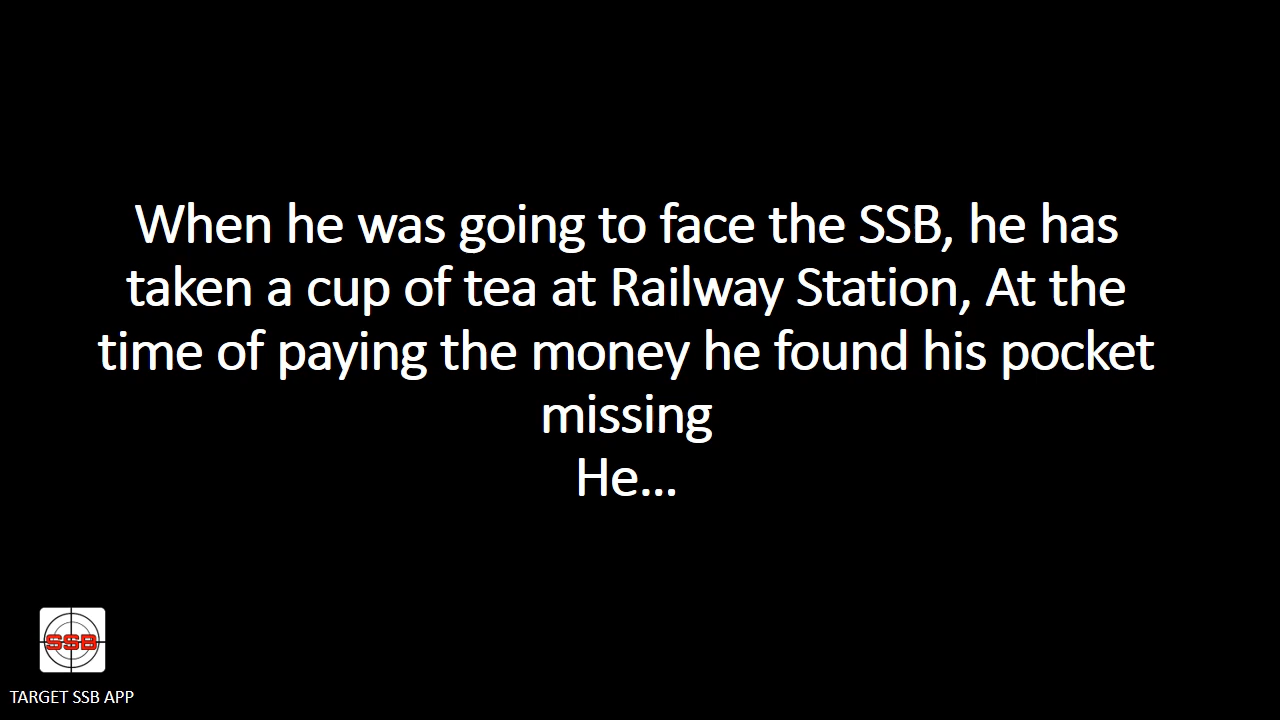 When he was going to face the SSB, he has
taken a cup of tea at Railway Station, At the
time of paying the money he found his pocket
missing
He...
SSB
TARGET SSB APP